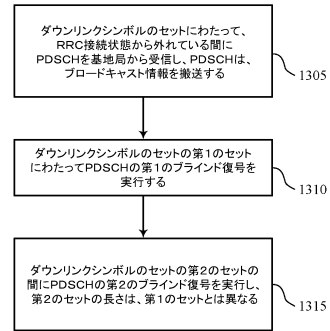 ダウンリンクシンボルのセットにわたって、
RRC接続状態から外れている間に
PDSCHを基地局から受信し、PDSCHは、
ブロードキャスト情報を搬送する
1305
ダウンリンクシンボルのセットの第1のセット
にわたってPDSCHの第1のブラインド復号を
実行する
1310
ダウンリンクシンボルのセットの第2のセットの
間にPDSCHの第2のブラインド復号を実行し、
第2のセットの長さは、第1のセットとは異なる
1315